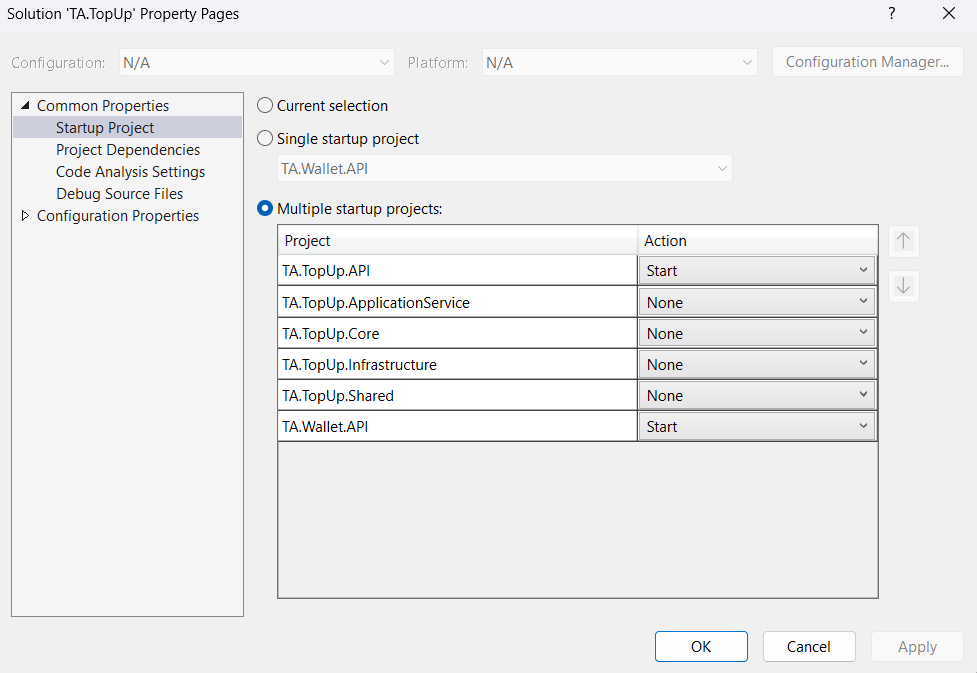 Solution 'TA.TopUp' Property Pages ?
Configuration: N/A Platform: N/A Configuration Manager...
Common Properties
Startup Project
Project Dependencies
Code Analysis Settings
Debug Source Files
Configuration Properties
Current selection
Single startup project
TA.Wallet.API
Multiple startup projects:
Project Action
TA.TopUp.API Start
TA.TopUp.ApplicationService None
TA.TopUp.Core None
TA.TopUp.Infrastructure None
TA.TopUp.Shared None
TA.Wallet.API Start
OK Cancel Apply